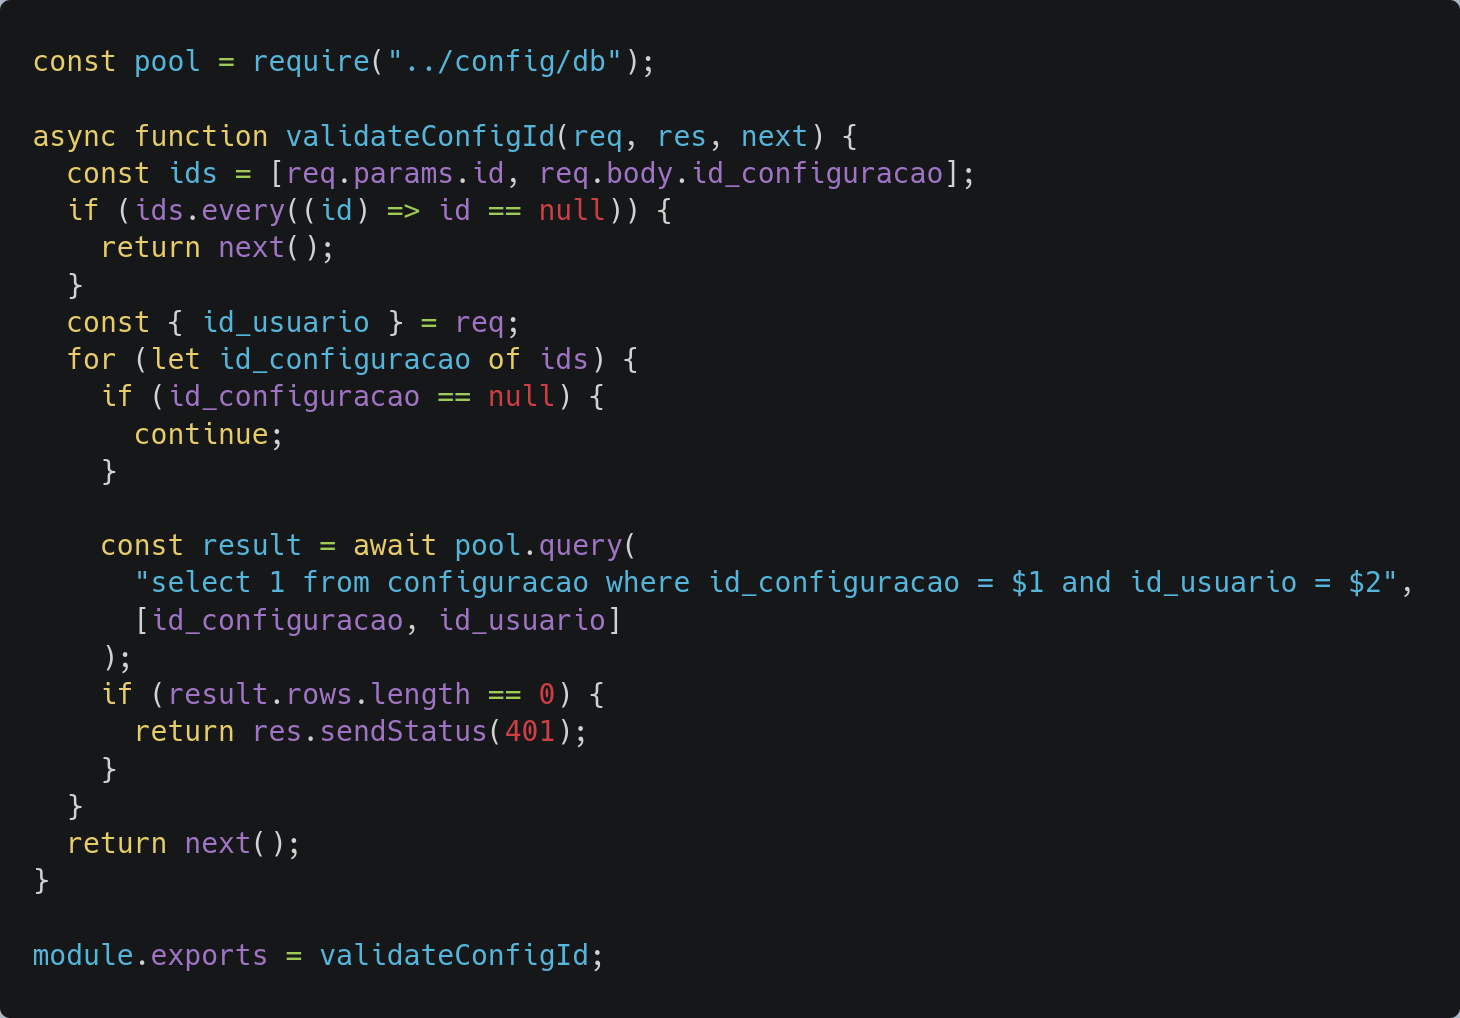 const pool = require("../config/db");

async function validateConfigId(req, res, next) {
  const ids = [req.params.id, req.body.id_configuracao];
  if (ids.every((id) => id == null)) {
    return next();
  }
  const { id_usuario } = req;
  for (let id_configuracao of ids) {
    if (id_configuracao == null) {
      continue;
    }

    const result = await pool.query(
      "select 1 from configuracao where id_configuracao = $1 and id_usuario = $2",
      [id_configuracao, id_usuario]
    );
    if (result.rows.length == 0) {
      return res.sendStatus(401);
    }
  }
  return next();
}

module.exports = validateConfigId;